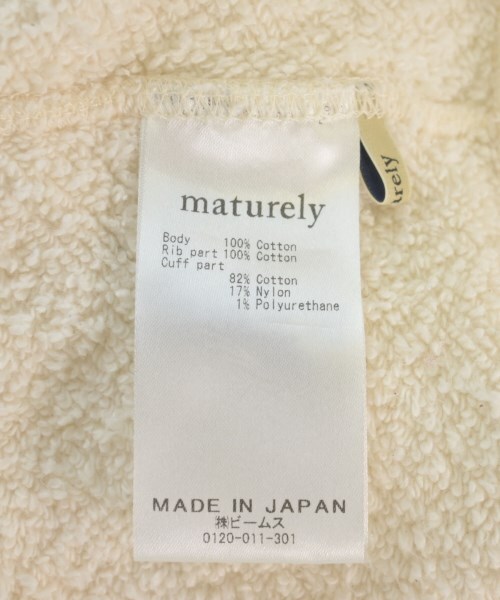 maturely
Body 100% Cotton
Rib part 100% Cotton
Cuff part
82% Cotton
17% Nylon
1% Polyurethane
MADE IN JAPAN
㈱ビームス
0120-011-301